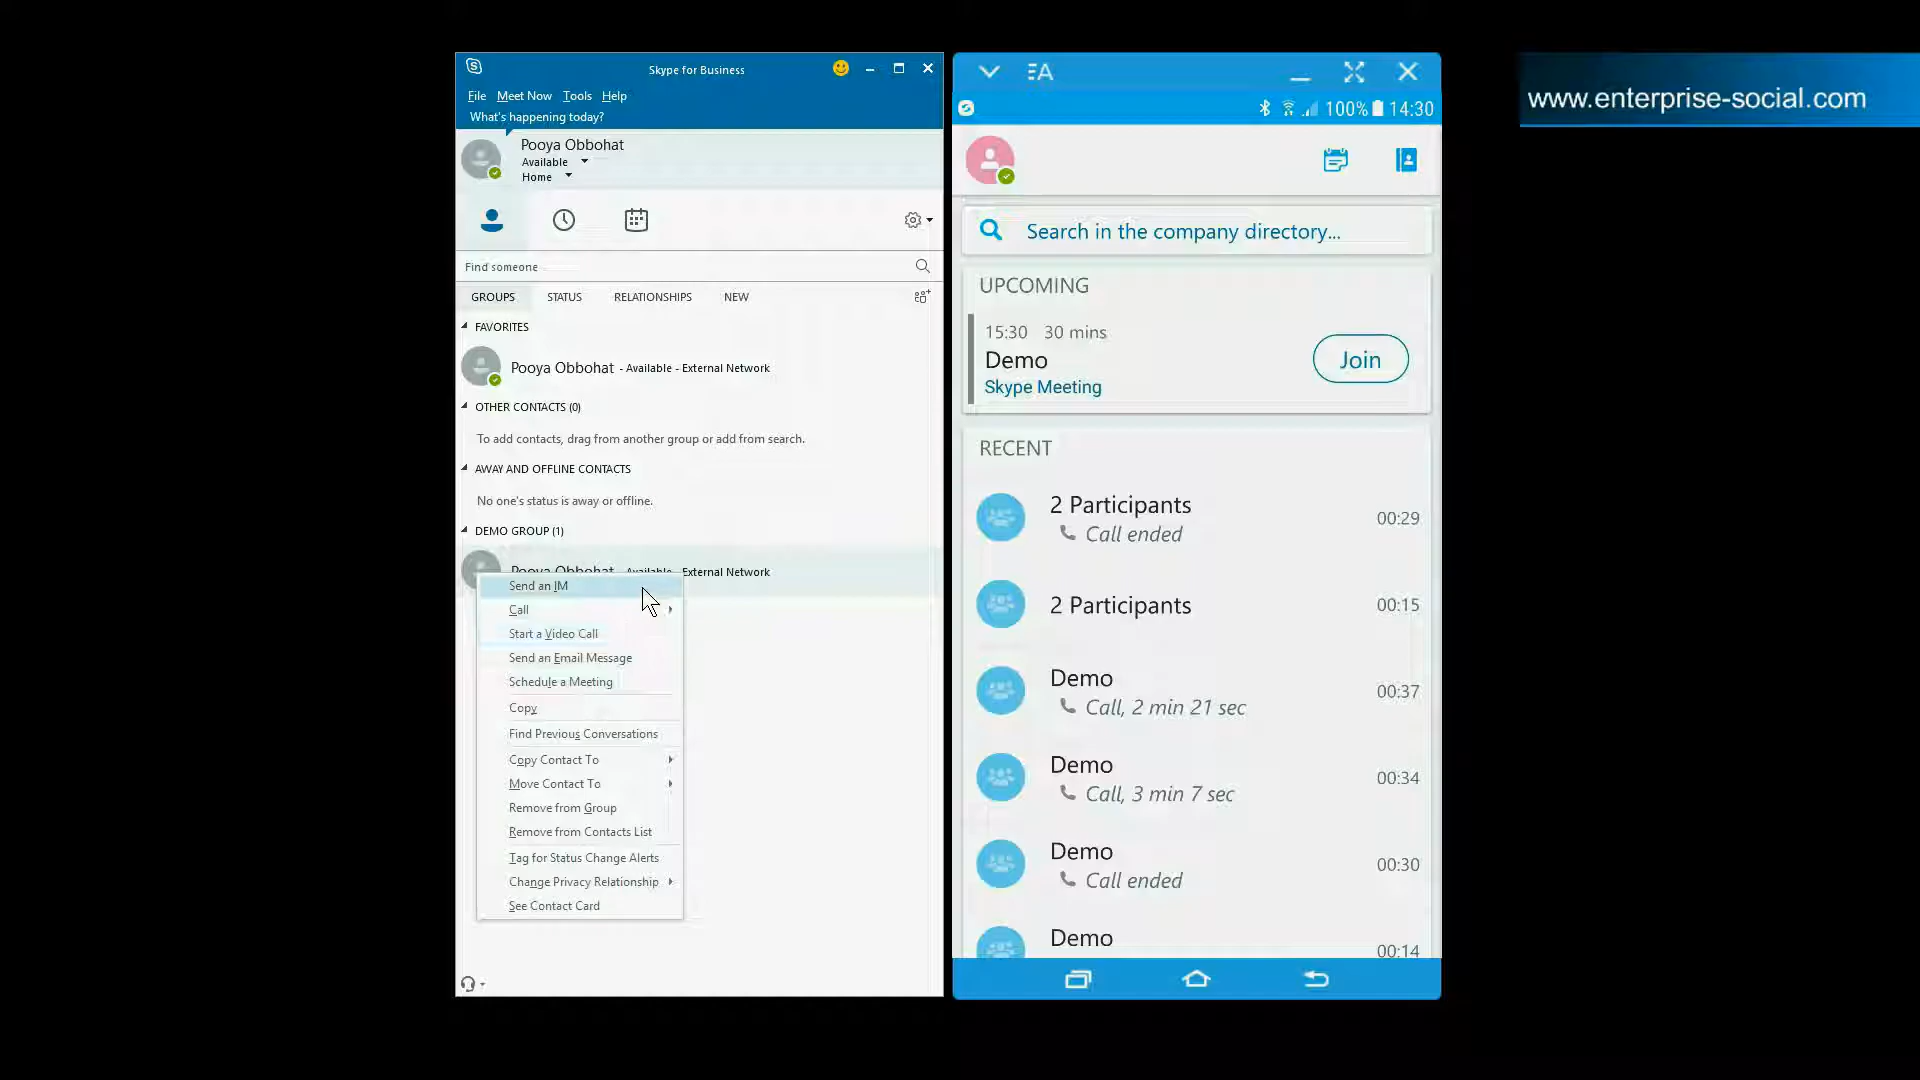 Skype for Business
File Meet Now Tools Help
What's happening today?
Pooya Obbohat
Available
Home
Find someone
GROUPS STATUS RELATIONSHIPS NEW
FAVORITES
Pooya Obbohat - Available - External Network
OTHER CONTACTS (0)
To add contacts, drag from another group or add from search.
AWAY AND OFFLINE CONTACTS
No one's status is away or offline.
DEMO GROUP (1)
Pooya Obbohat Available External Network
Send an IM
Call
Start a Video Call
Send an Email Message
Schedule a Meeting
Copy
Find Previous Conversations
Copy Contact To
Move Contact To
Remove from Group
Remove from Contacts List
Tag for Status Change Alerts
Change Privacy Relationship
See Contact Card
A
100% 14:30
Search in the company directory...
UPCOMING
15:30 30 mins
Demo
Skype Meeting
Join
RECENT
2 Participants
Call ended
00:29
2 Participants
00:15
Demo
Call, 2 min 21 sec
00:37
Demo
Call, 3 min 7 sec
00:34
Demo
Call ended
00:30
Demo
00:14
www.enterprise-social.com